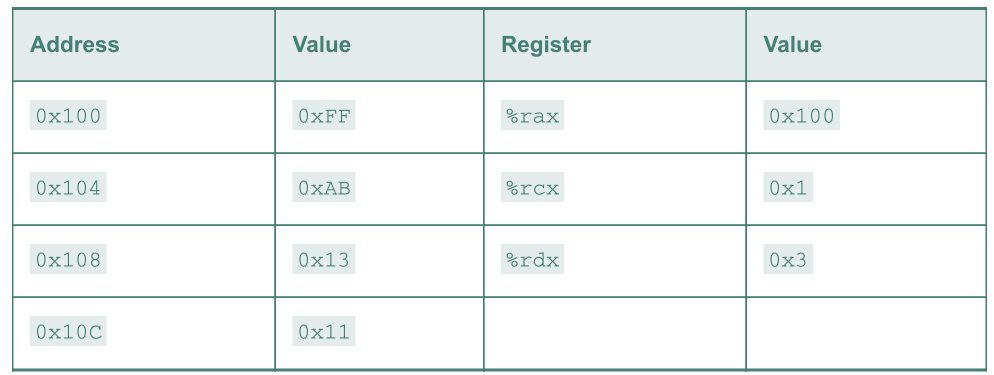 Address Value Register Value
0x100 0xFF %rax 0x100
0x104 0xAB %rcx 0x1
0x108 0x13 %rdx 0x3
0x10C 0x11